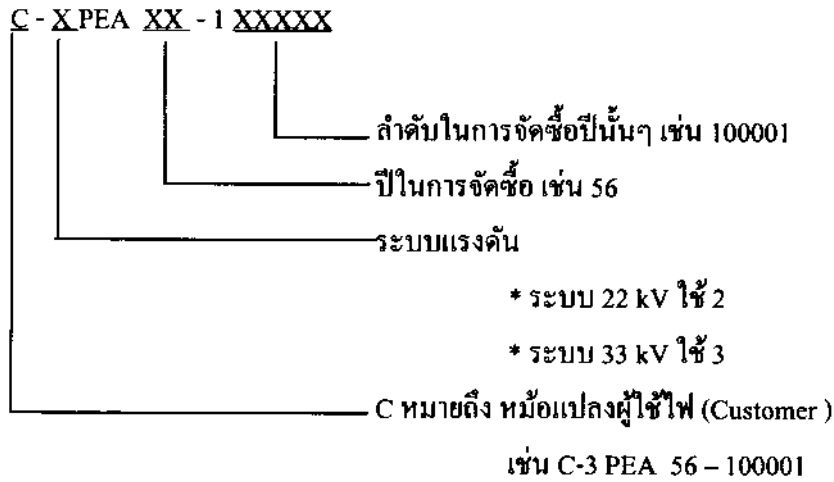 C - X PEA XX - 1 XXXXX
ลำดับในการจัดซื้อปีนั้นๆ เช่น 100001
ปีในการจัดซื้อ เช่น 56
ระบบแรงดัน
* ระบบ 22 kV ใช้ 2
* ระบบ 33 kV ใช้ 3
C หมายถึง หม้อแปลงผู้ใช้ไฟ (Customer )
เช่น C-3 PEA 56 – 100001